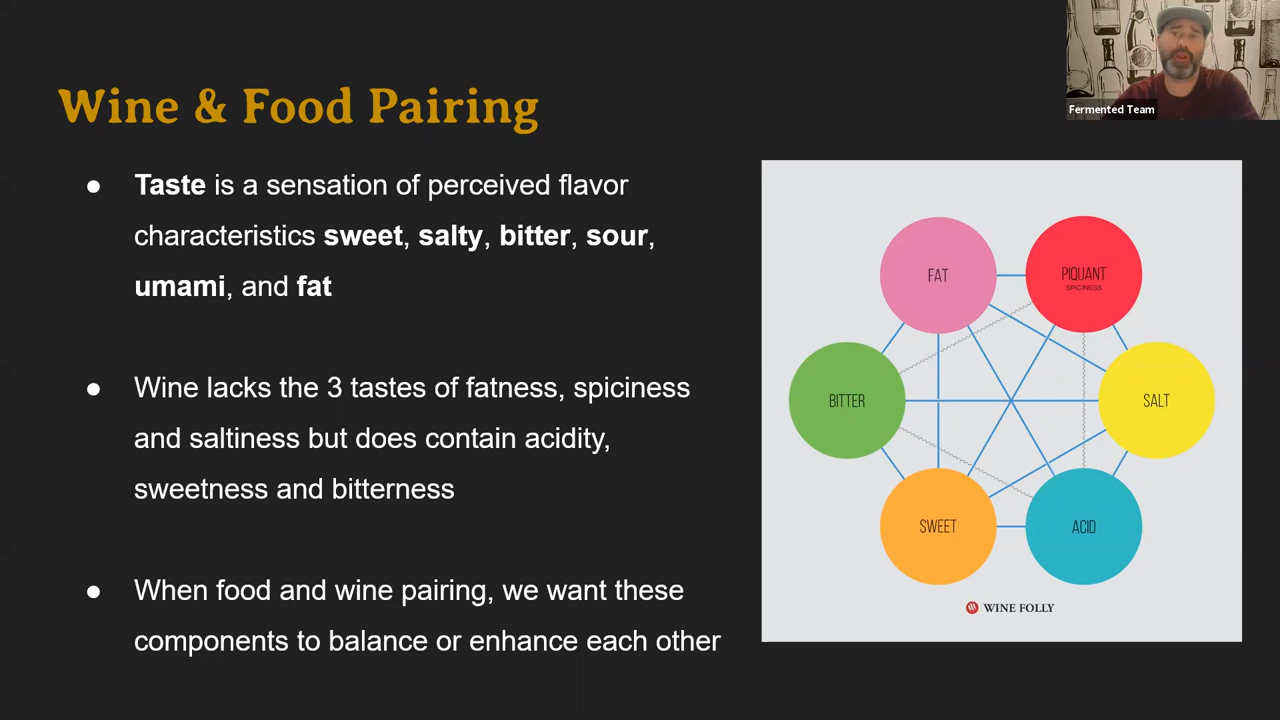 Fermented Team
Wine & Food Pairing
● Taste is a sensation of perceived flavor
characteristics sweet, salty, bitter, sour,
umami, and fat
● Wine lacks the 3 tastes of fatness, spiciness
and saltiness but does contain acidity,
sweetness and bitterness
● When food and wine pairing, we want these
components to balance or enhance each other
FAT
PIQUANT
SPICINESS
BITTER
SALT
SWEET
ACID
WINE FOLLY